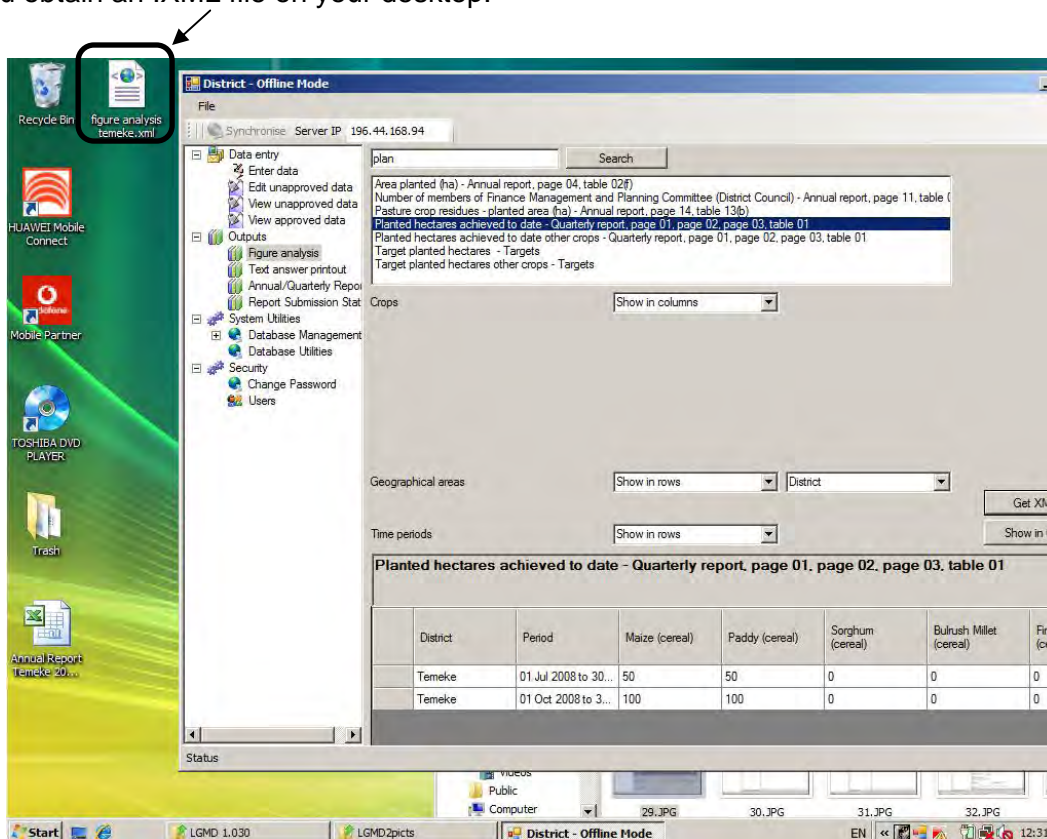 obtain an .XML file on your desktop.
Recycle Bin
figure analysis
temeke.xml
HUAWEI Mobile
Connect
Mobile Partner
TOSHIBA DVD
PLAYER
Trash
Annual Report
Temeke 20...
District - Offline Mode
File
Synchronise Server IP 196.44.168.94
Data entry
Enter data
Edit unapproved data
View unapproved data
View approved data
Outputs
Figure analysis
Text answer printout
Annual/Quarterly Repor
Report Submission Stat
System Utilities
Database Management
Database Utilities
Security
Change Password
Users
plan
Search
Area planted (ha) - Annual report, page 04, table 02(f)
Number of members of Finance Management and Planning Committee (District Council) - Annual report, page 11, table (
Pasture crop residues - planted area (ha) - Annual report, page 14, table 13(b)
Planted hectares achieved to date - Quarterly report, page 01, page 02, page 03, table 01
Planted hectares achieved to date other crops - Quarterly report, page 01, page 02, page 03, table 01
Target planted hectares - Targets
Target planted hectares other crops - Targets
Crops Show in columns
Geographical areas Show in rows District
Get XM
Time periods Show in rows
Show in
Planted hectares achieved to date - Quarterly report, page 01, page 02, page 03, table 01
District Period Maize (cereal) Paddy (cereal) Sorghum (cereal) Bulrush Millet (cereal)
Temeke 01 Jul 2008 to 30... 50 50 0 0 0
Temeke 01 Oct 2008 to 3... 100 100 0 0 0
Status
Videos
Public
Computer
29.JPG 30.JPG 31.JPG 32.JPG
Start LGMD 1.030 LGMD2picts District - Offline Mode EN « 12:31